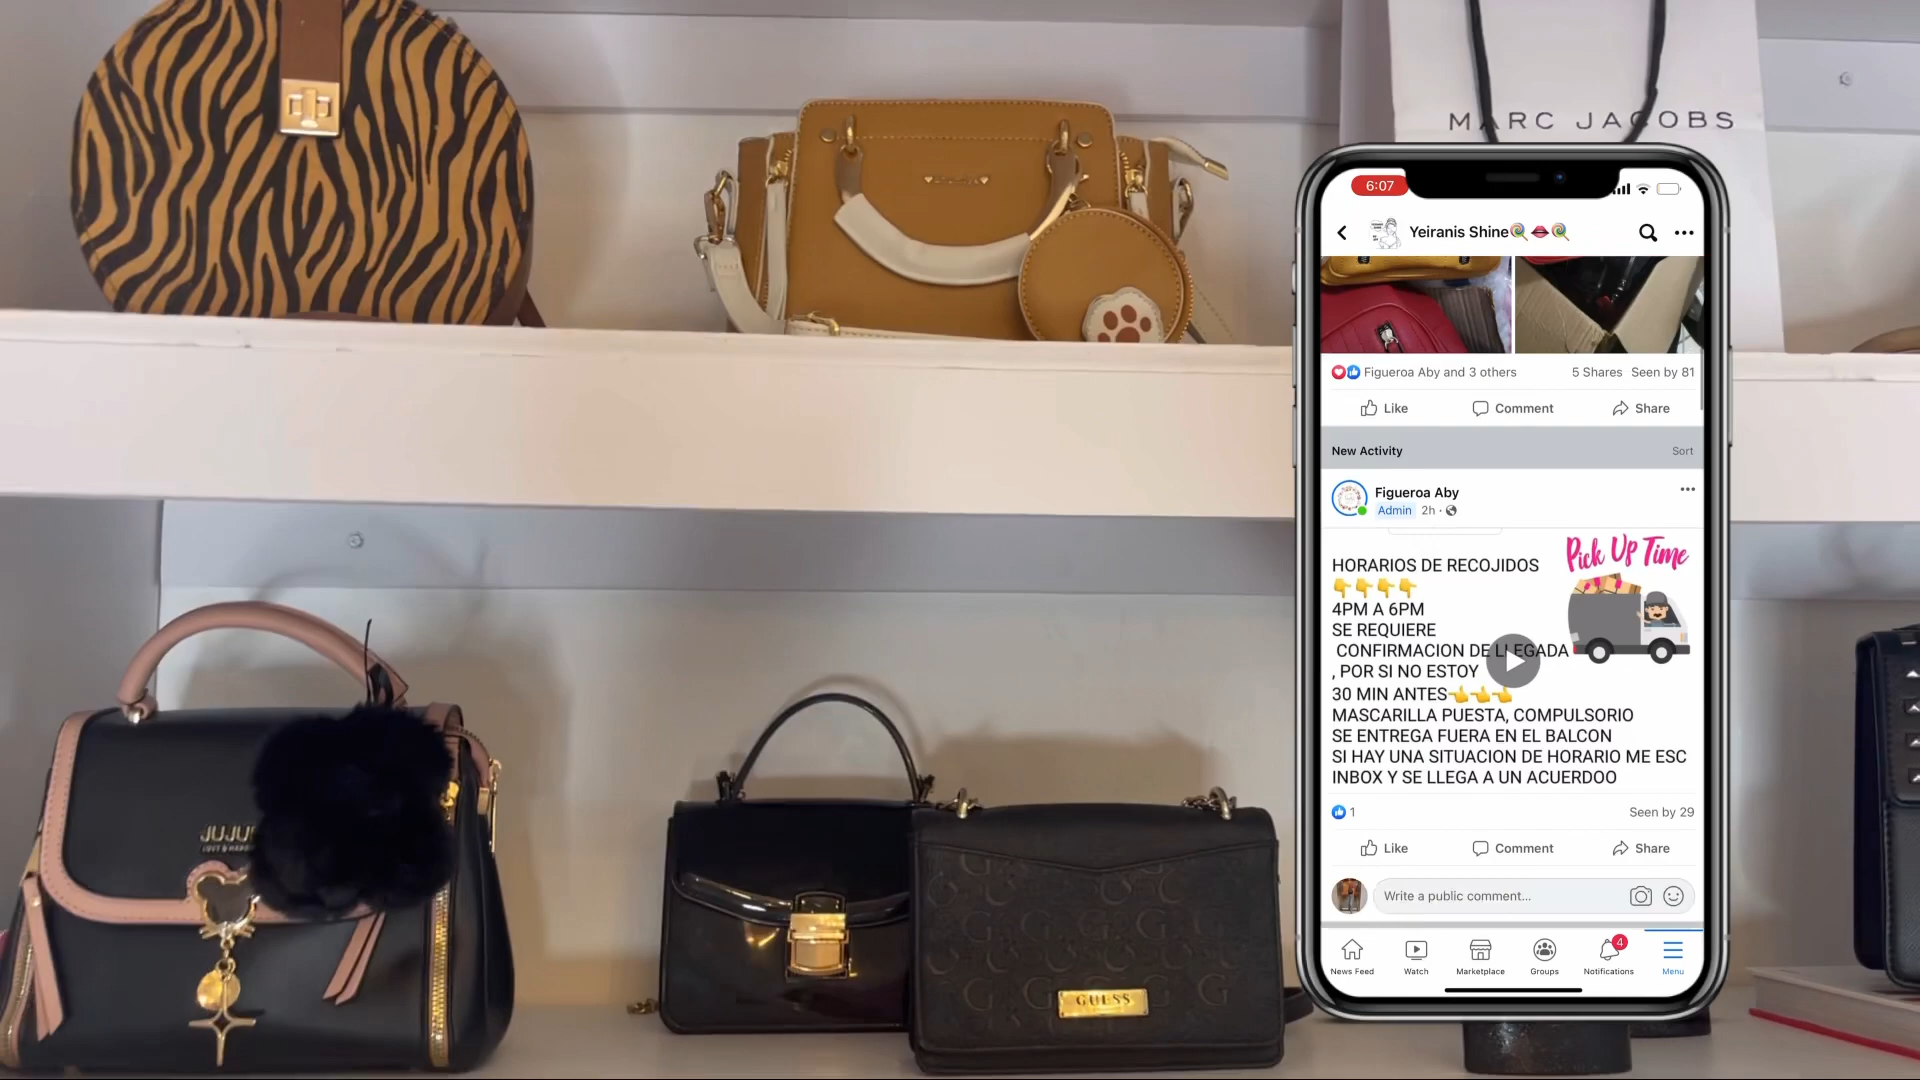 MARC JACOBS
6:07
Yeiranis Shine🍭👄🍭
Figueroa Aby and 3 others
5 Shares
Seen by 81
Like
Comment
Share
New Activity
Sort
Figueroa Aby
Admin
2h
Pick Up Time
HORARIOS DE RECOJIDOS
👇👇👇👇
4PM A 6PM
SE REQUIERE
CONFIRMACION DE LLEGADA
, POR SI NO ESTOY
30 MIN ANTES👈👈👈
MASCARILLA PUESTA, COMPULSORIO
SE ENTREGA FUERA EN EL BALCON
SI HAY UNA SITUACION DE HORARIO ME ESC
INBOX Y SE LLEGA A UN ACUERDOO
1
Seen by 29
Like
Comment
Share
Write a public comment...
4
News Feed
Watch
Marketplace
Groups
Notifications
Menu
JUJU
GUESS